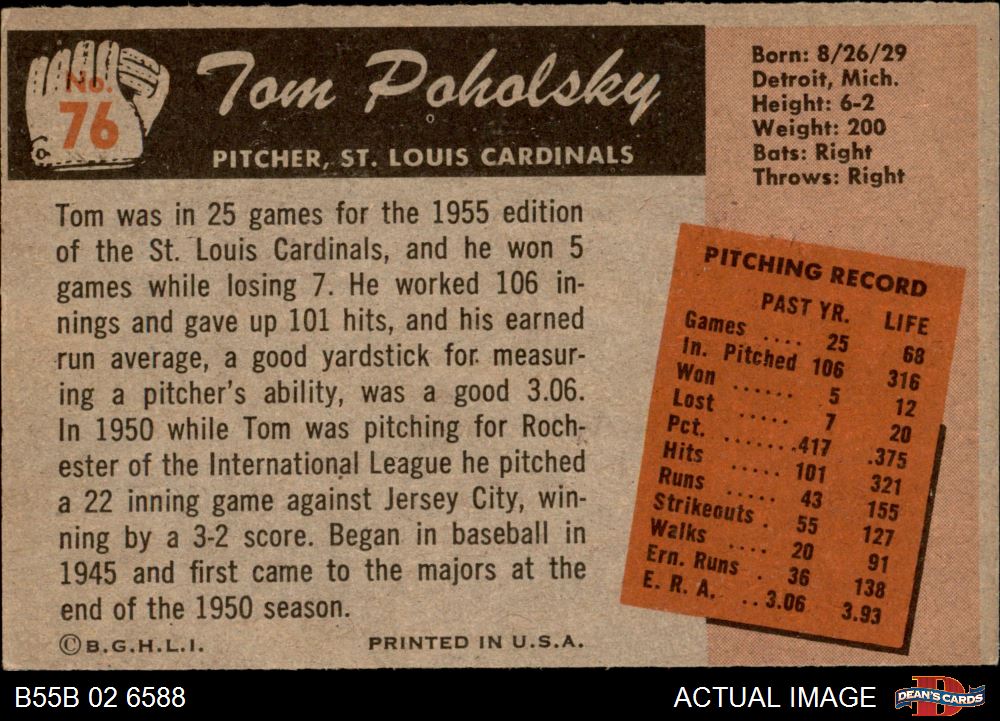 No.
76
Tom Poholsky
PITCHER, ST. LOUIS CARDINALS
Born: 8/26/29
Detroit, Mich.
Height: 6-2
Weight: 200
Bats: Right
Throws: Right
Tom was in 25 games for the 1955 edition
of the St. Louis Cardinals, and he won 5
games while losing 7. He worked 106 in-
nings and gave up 101 hits, and his earned
run average, a good yardstick for measur-
ing a pitcher's ability, was a good 3.06.
In 1950 while Tom was pitching for Roch-
ester of the International League he pitched
a 22 inning game against Jersey City, win-
ning by a 3-2 score. Began in baseball in
1945 and first came to the majors at the
end of the 1950 season.
©B.G.H.L.I. PRINTED IN U.S.A.
PITCHING RECORD
PAST YR. LIFE
Games .... 25 68
In. Pitched 106 316
Won ..... 5 12
Lost ..... 7 20
Pct. .......417 .375
Hits ..... 101 321
Runs ..... 43 155
Strikeouts . 55 127
Walks .... 20 91
Ern. Runs . 36 138
E. R. A. ..3.06 3.93
B55B 02 6588
ACTUAL IMAGE
D
DEAN'S CARDS